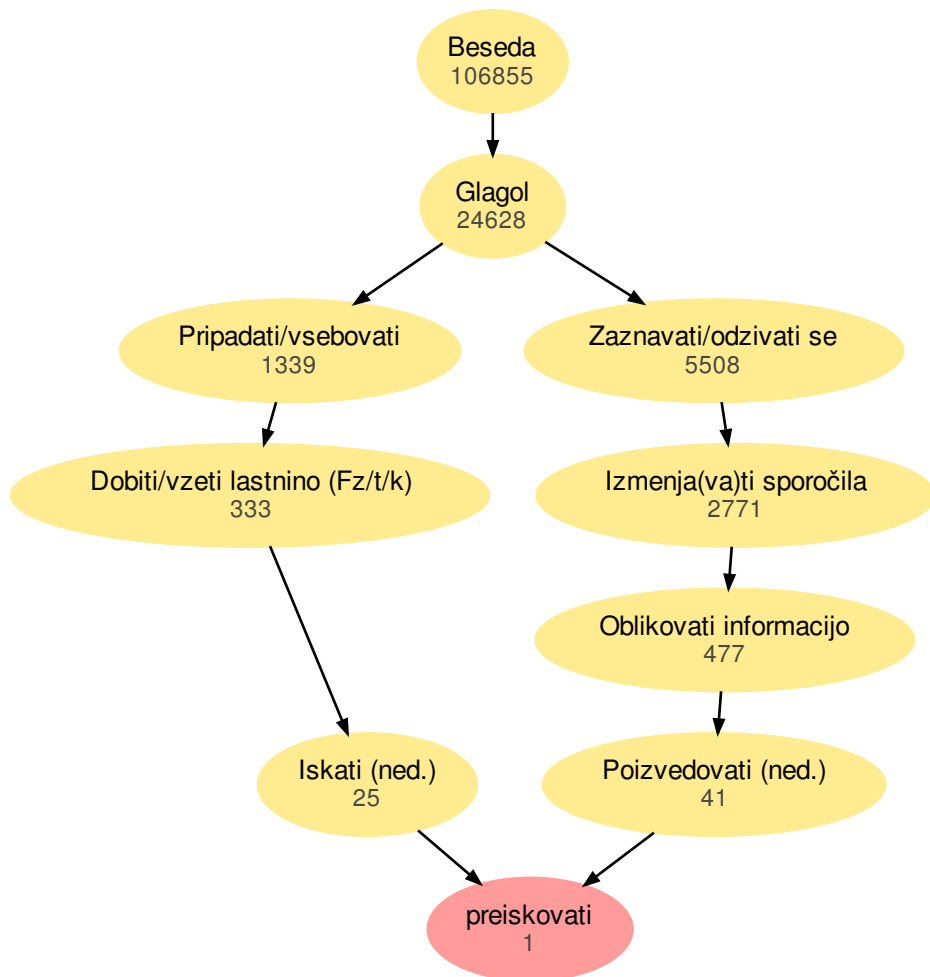 Beseda
106855
Glagol
24628
Pripadati/vsebovati
1339
Zaznavati/odzivati se
5508
Dobiti/vzeti lastnino (Fz/t/k)
333
Izmenja(va)ti sporočila
2771
Oblikovati informacijo
477
Iskati (ned.)
25
Poizvedovati (ned.)
41
preiskovati
1